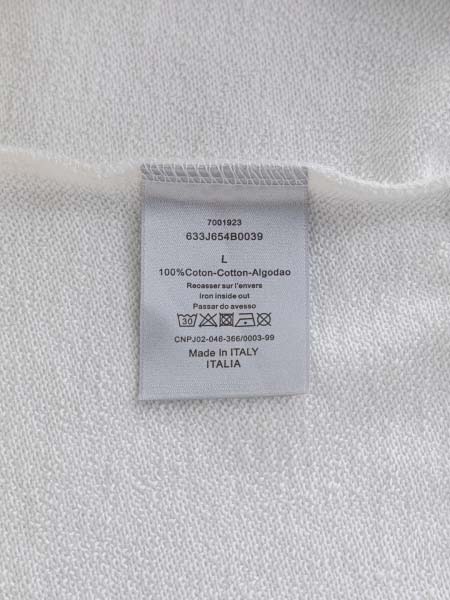 7001923
633J654B0039
L
100%Coton-Cotton-Algodao
Recasser sur l'envers
Iron inside out
Passar do avesso
30
CNPJ02-046-366/0003-99
Made In ITALY
ITALIA